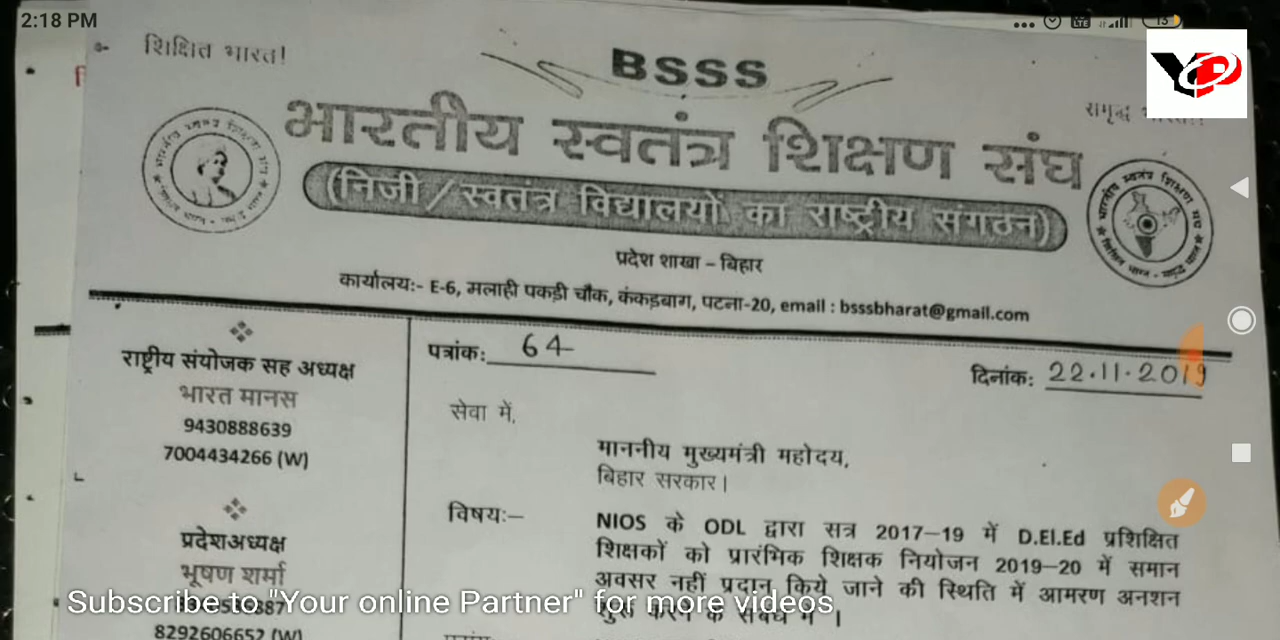 2:18 PM
शिक्षित भारत!
BSSS
भारतीय स्वतंत्र शिक्षण संघ
(निजी / स्वतंत्र विद्यालयों का राष्ट्रीय संगठन)
प्रदेश शाखा – बिहार
कार्यालयः- E-6, मलाही पकड़ी चौक, कंकड़बाग, पटना-20, email : bsssbharat@gmail.com
राष्ट्रीय संयोजक सह अध्यक्ष
भारत मानस
9430888639
7004434266 (W)
प्रदेशअध्यक्ष
भूषण शर्मा
8292606652 (W)
पत्रांक: 64
दिनांक: 22.11.2019
सेवा में,
माननीय मुख्यमंत्री महोदय,
बिहार सरकार।
विषयः–
NIOS के ODL द्वारा सत्र 2017–19 में D.El.Ed प्रशिक्षित
शिक्षकों को प्रारंभिक शिक्षक नियोजन 2019–20 में समान
अवसर नहीं प्रदान किये जाने की स्थिति में आमरण अनशन
शुरु करने के संबंध में ।
Subscribe to "Your online Partner" for more videos